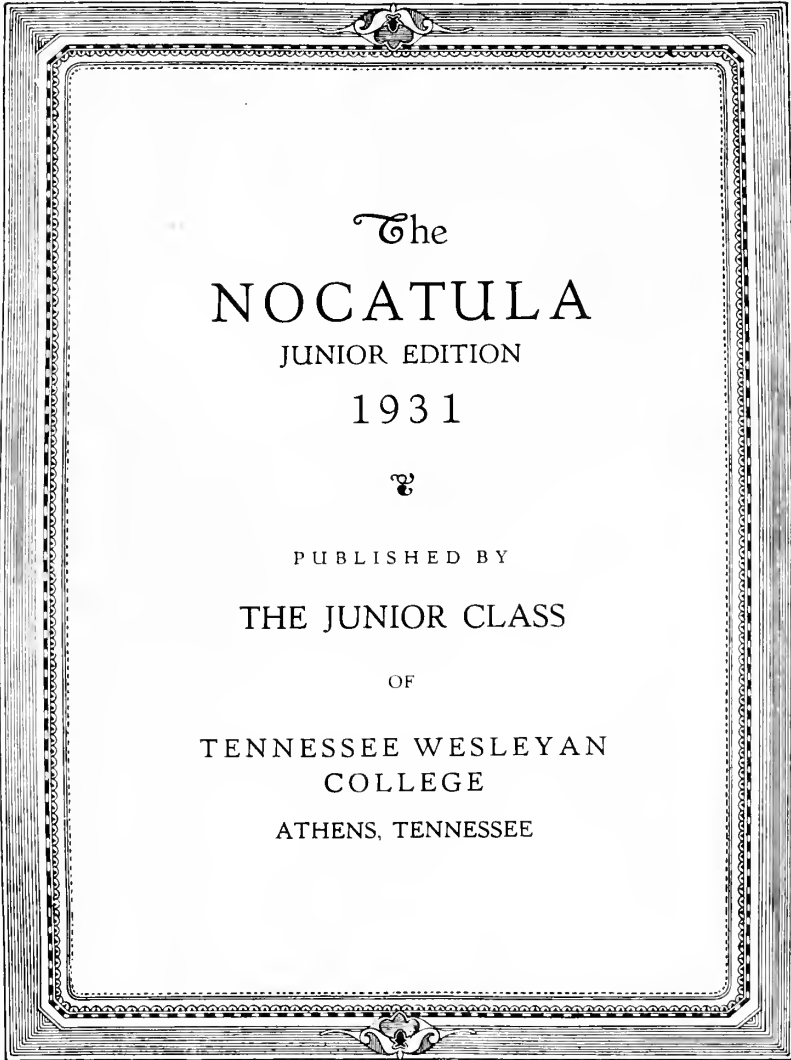 The
NOCATULA
JUNIOR EDITION
1931
PUBLISHED BY
THE JUNIOR CLASS
OF
TENNESSEE WESLEYAN
COLLEGE
ATHENS, TENNESSEE